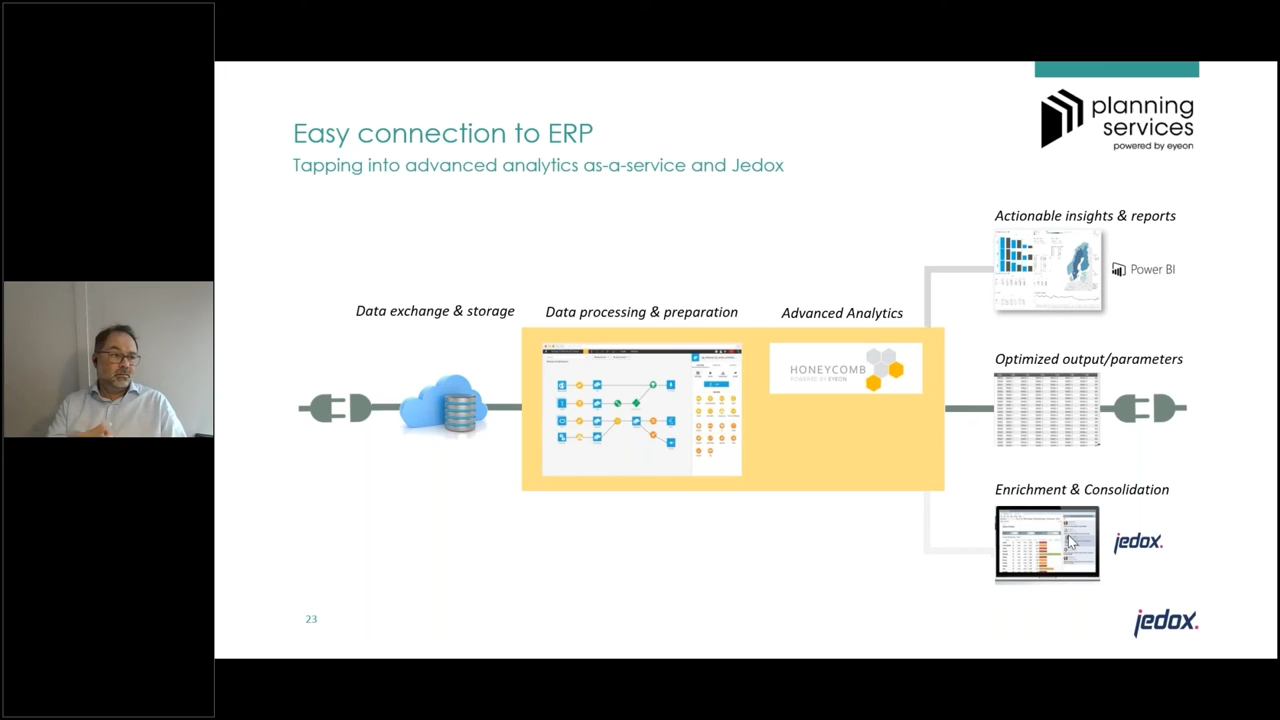 planning
services
powered by eyeon
Easy connection to ERP
Tapping into advanced analytics as-a-service and Jedox
Actionable insights & reports
Power BI
Data exchange & storage
Data processing & preparation
Advanced Analytics
HONEYCOMB
POWERED BY EYEON
Optimized output/parameters
Enrichment & Consolidation
jedox.
23
jedox.